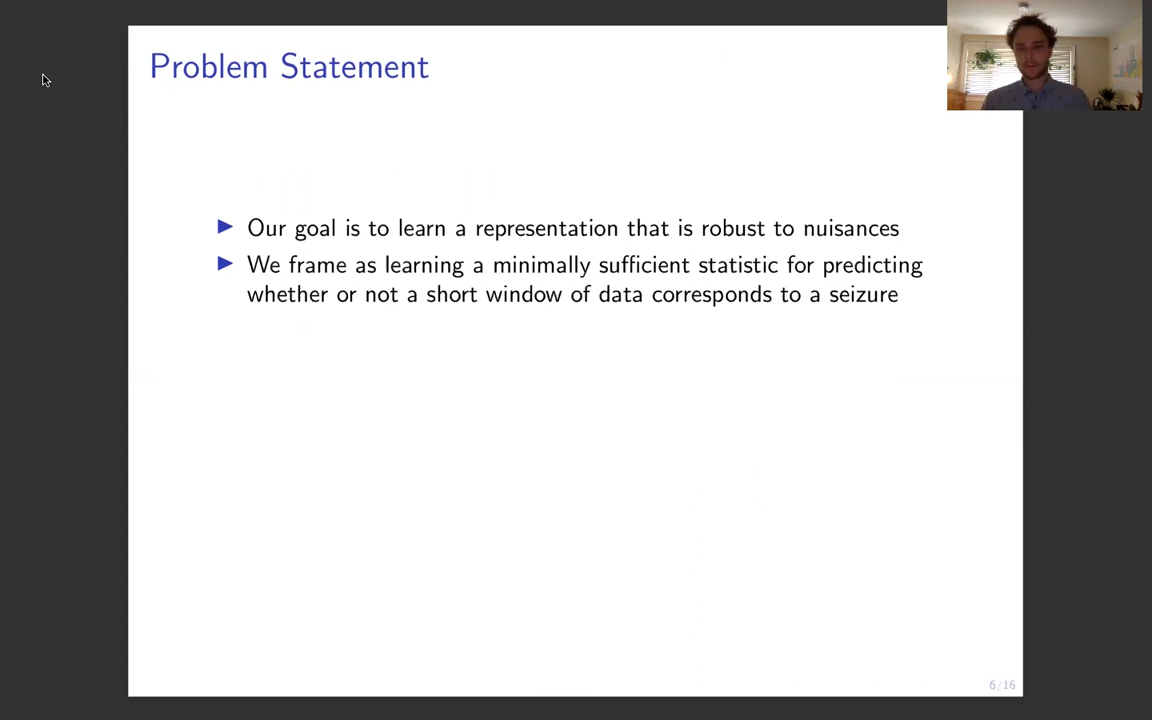 Problem Statement
Our goal is to learn a representation that is robust to nuisances
We frame as learning a minimally sufficient statistic for predicting
whether or not a short window of data corresponds to a seizure
6/16